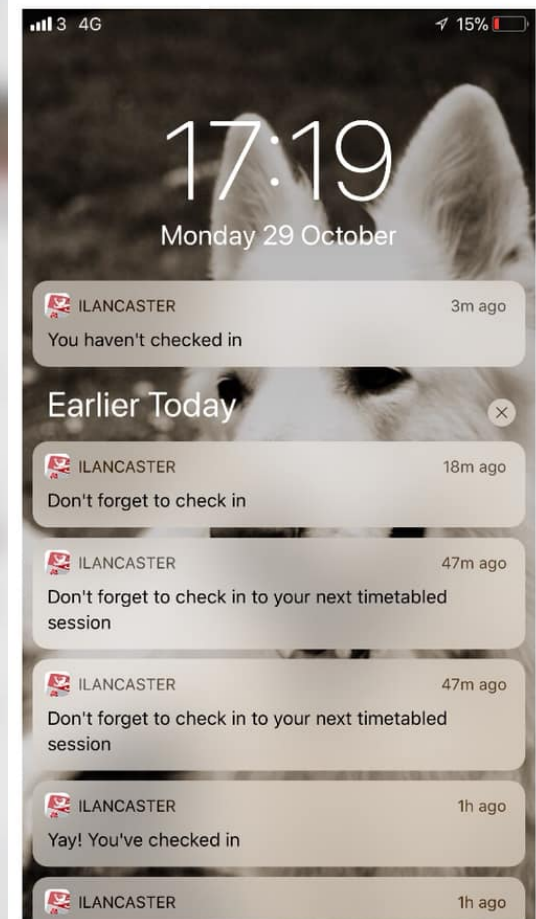 3 4G 15%
17:19
Monday 29 October
ILANCASTER 3m ago
You haven't checked in
Earlier Today
ILANCASTER 18m ago
Don't forget to check in
ILANCASTER 47m ago
Don't forget to check in to your next timetabled
session
ILANCASTER 47m ago
Don't forget to check in to your next timetabled
session
ILANCASTER 1h ago
Yay! You've checked in
ILANCASTER 1h ago